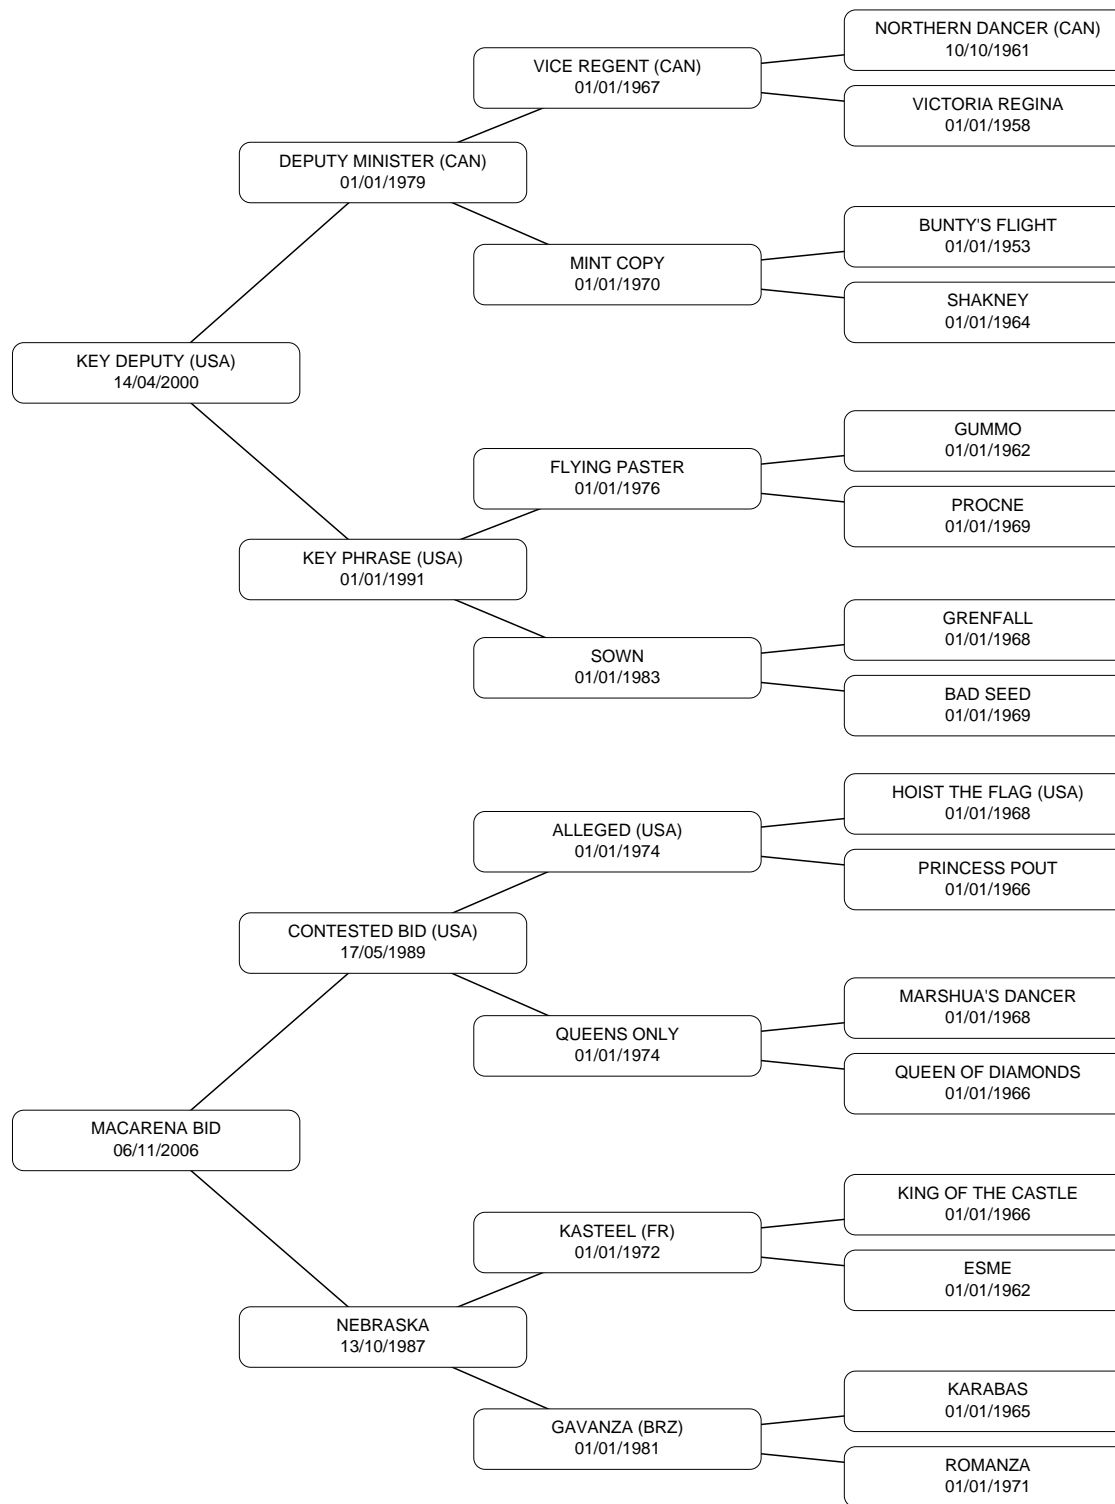 NORTHERN DANCER (CAN)
10/10/1961
VICE REGENT (CAN)
01/01/1967
VICTORIA REGINA
01/01/1958
DEPUTY MINISTER (CAN)
01/01/1979
BUNTY'S FLIGHT
01/01/1953
MINT COPY
01/01/1970
SHAKNEY
01/01/1964
KEY DEPUTY (USA)
14/04/2000
GUMMO
01/01/1962
FLYING PASTER
01/01/1976
PROCNE
01/01/1969
KEY PHRASE (USA)
01/01/1991
GRENFALL
01/01/1968
SOWN
01/01/1983
BAD SEED
01/01/1969
HOIST THE FLAG (USA)
01/01/1968
ALLEGED (USA)
01/01/1974
PRINCESS POUT
01/01/1966
CONTESTED BID (USA)
17/05/1989
MARSHUA'S DANCER
01/01/1968
QUEENS ONLY
01/01/1974
QUEEN OF DIAMONDS
01/01/1966
MACARENA BID
06/11/2006
KING OF THE CASTLE
01/01/1966
KASTEEL (FR)
01/01/1972
ESME
01/01/1962
NEBRASKA
13/10/1987
KARABAS
01/01/1965
GAVANZA (BRZ)
01/01/1981
ROMANZA
01/01/1971